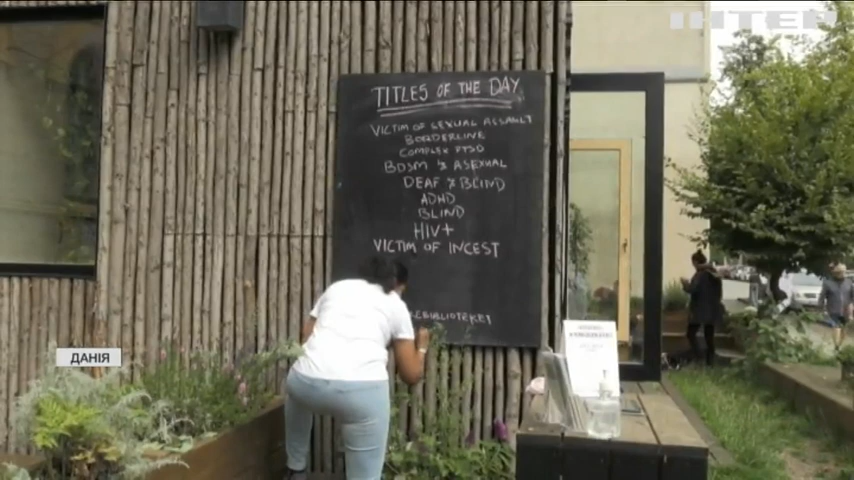 ІНТЕР
TITLES OF THE DAY
VICTIM OF SEXUAL ASSAULT
BORDERLINE
COMPLEX PTSD
BDSM & ASEXUAL
DEAF & BLIND
ADHD
BLIND
HIV+
VICTIM OF INCEST
ДАНІЯ